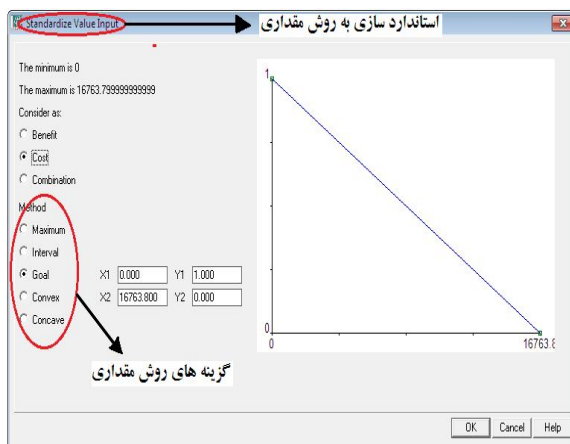 Standardize Value Input
استاندارد سازی به روش مقداری
The minimum is 0
The maximum is 16763.799999999999
Consider as:
Benefit
Cost
Combination
Method
Maximum
Interval
Goal
X1 0.000 Y1 1.000
Convex
X2 16763.800 Y2 0.000
Concave
1
0
0
16763.8
گزینه های روش مقداری
OK Cancel Help